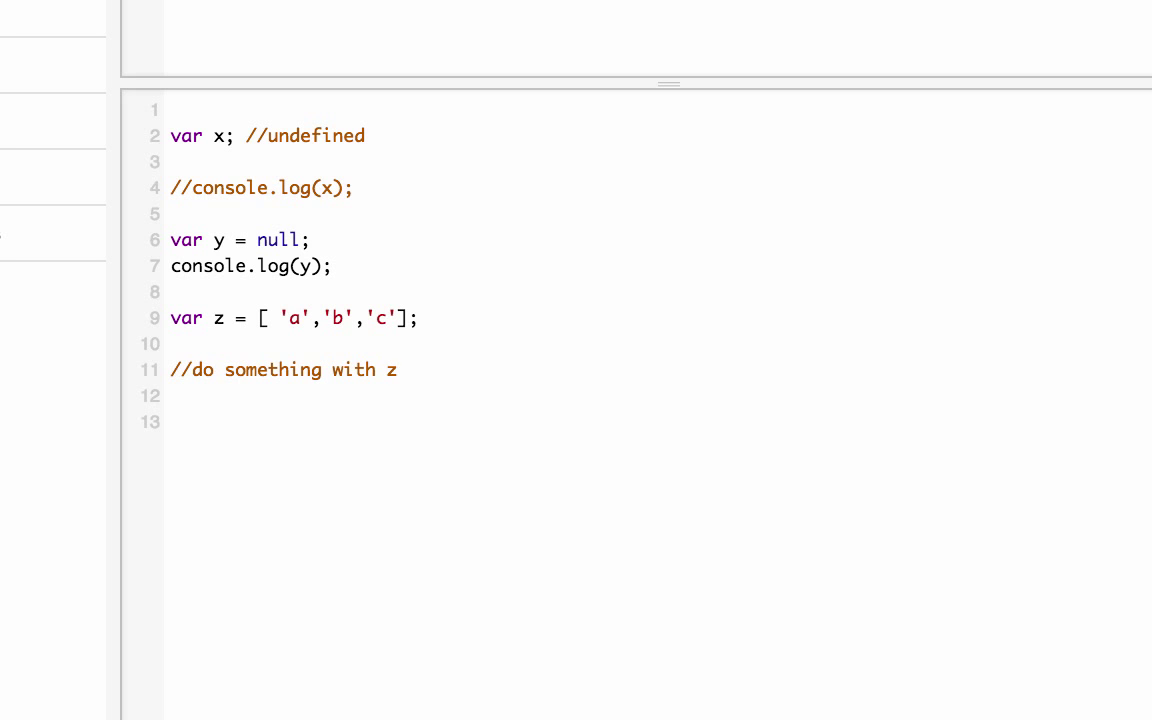 1
2 var x; //undefined
3
4 //console.log(x);
5
6 var y = null;
7 console.log(y);
8
9 var z = [ 'a','b','c'];
10
11 //do something with z
12
13